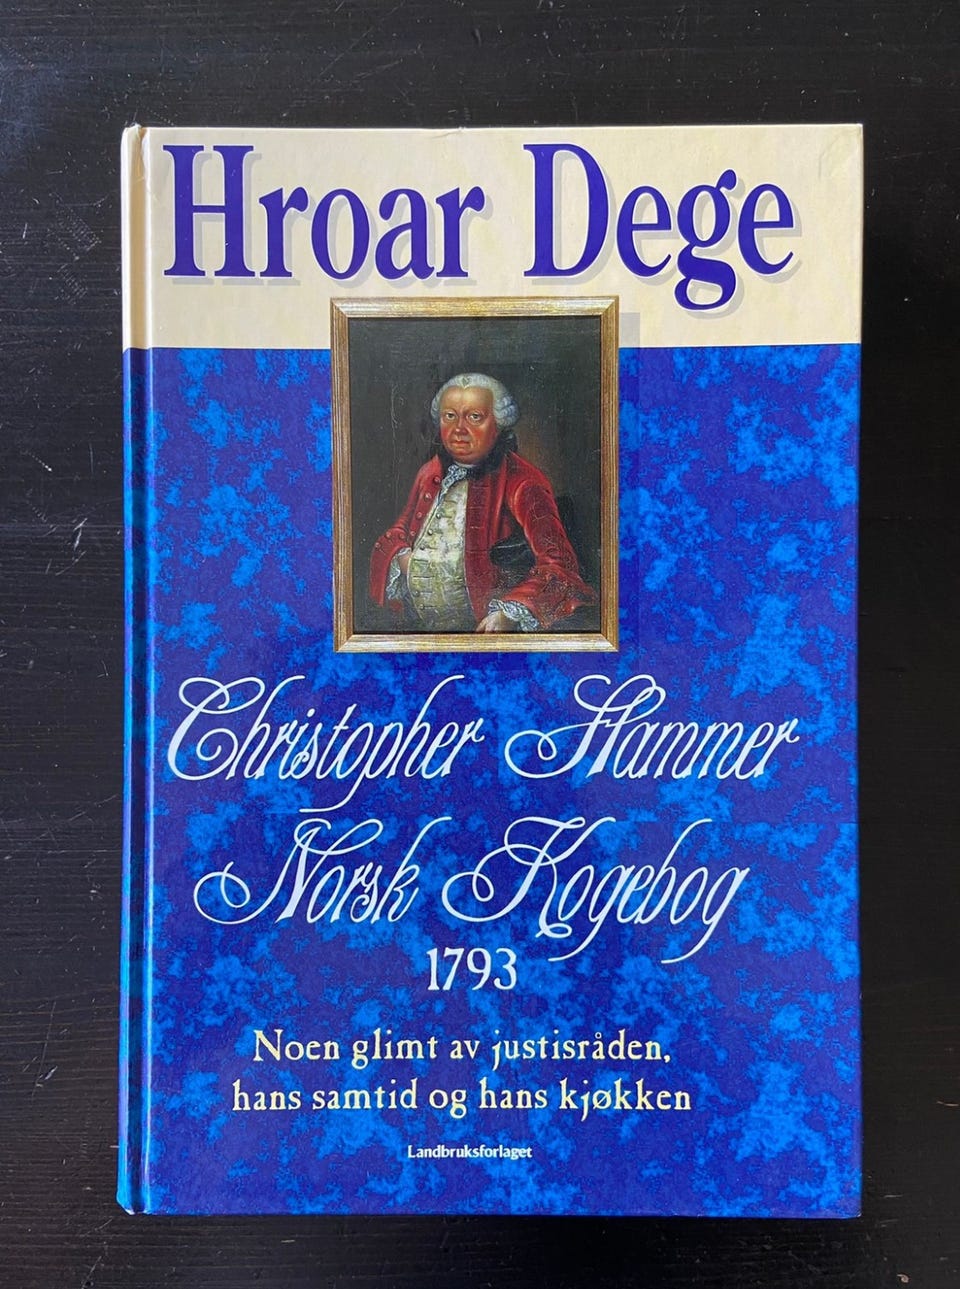 Hroar Dege
Christopher Hammer
Norsk Kogebog
1793
Noen glimt av justisråden,
hans samtid og hans kjøkken
Landbruksforlaget